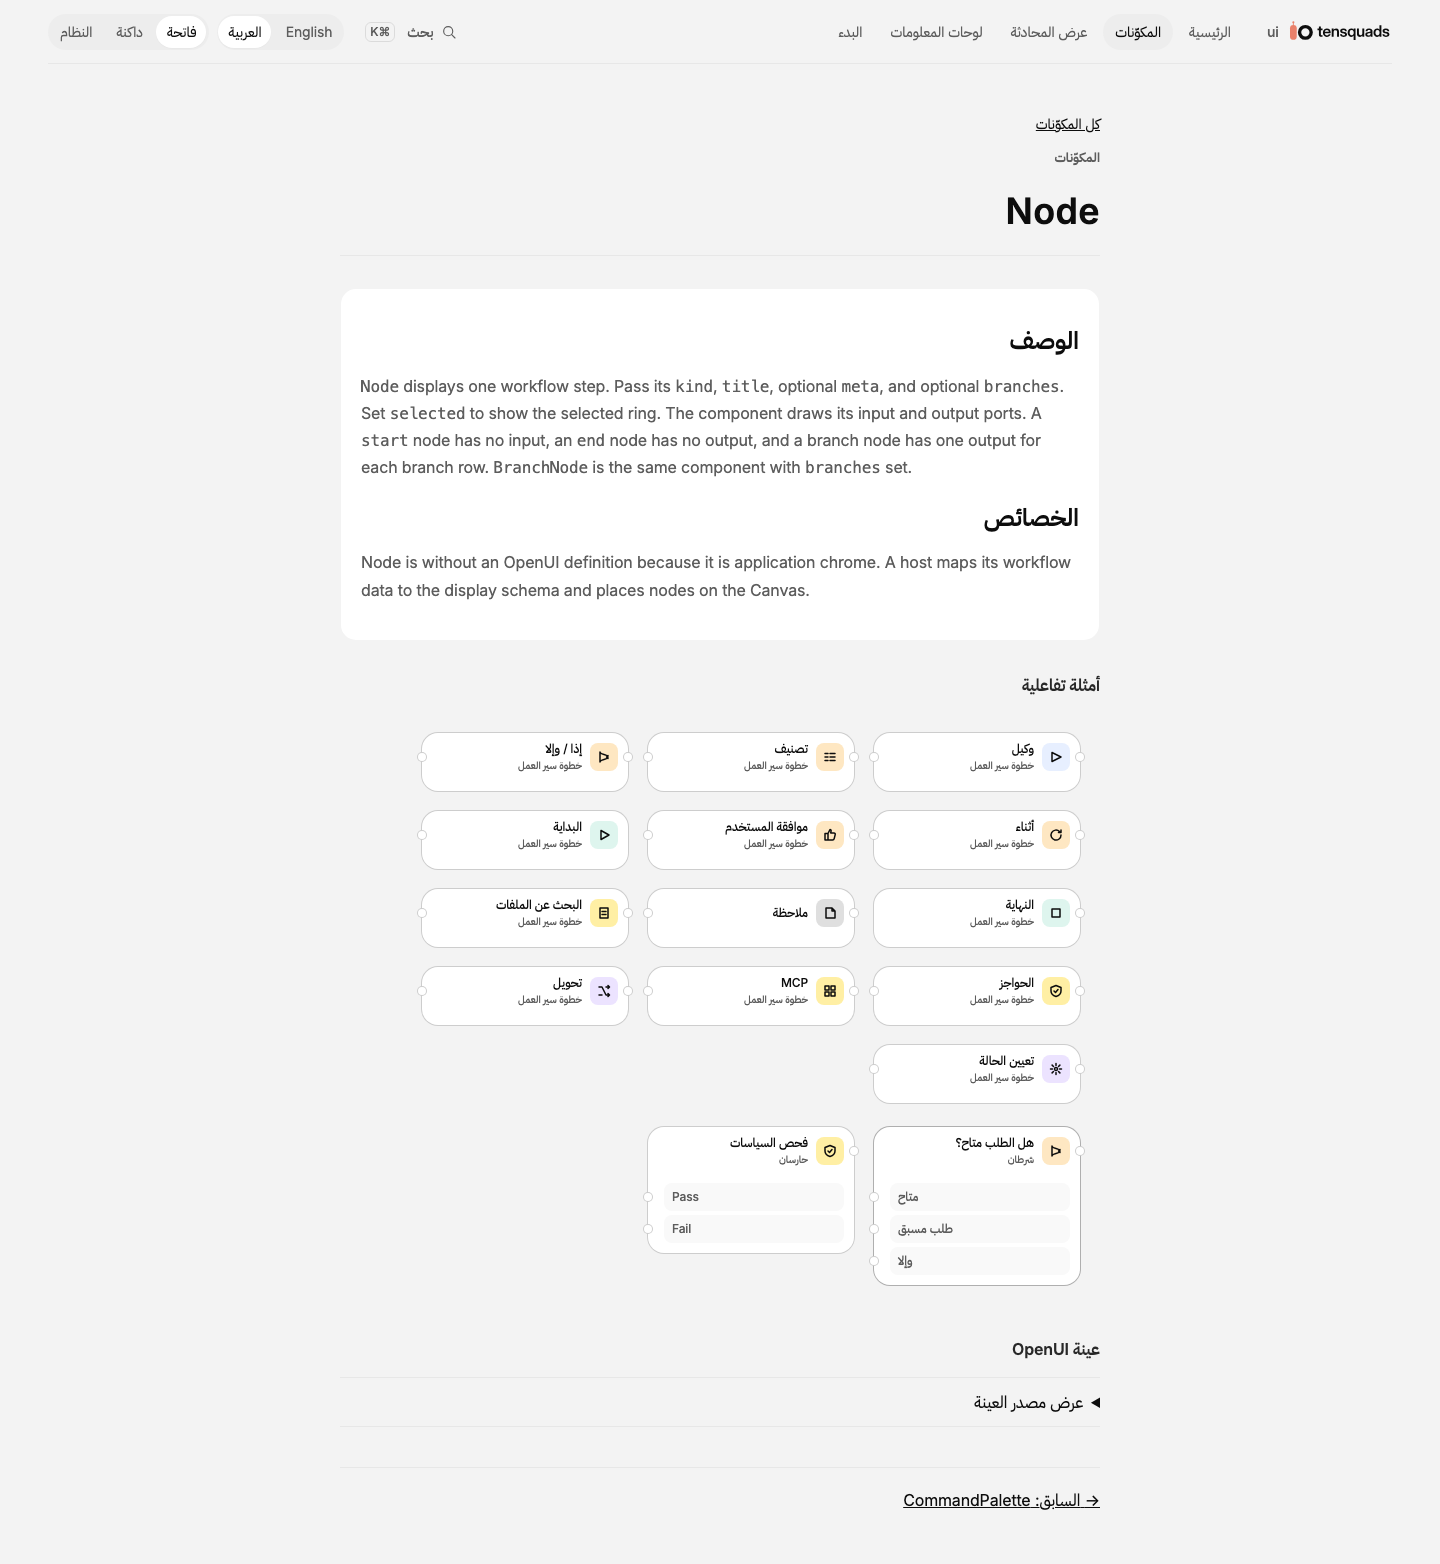 tensquads ui
الرئيسية
المكوّنات
عرض المحادثة
لوحات المعلومات
البدء
بحث
⌘K
English
العربية
فاتحة
داكنة
النظام
كل المكوّنات
المكوّنات
Node
الوصف
Node displays one workflow step. Pass its kind, title, optional meta, and optional branches.
Set selected to show the selected ring. The component draws its input and output ports. A
start node has no input, an end node has no output, and a branch node has one output for
each branch row. BranchNode is the same component with branches set.
الخصائص
Node is without an OpenUI definition because it is application chrome. A host maps its workflow
data to the display schema and places nodes on the Canvas.
أمثلة تفاعلية
وكيل
خطوة سير العمل
تصنيف
خطوة سير العمل
إذا / وإلا
خطوة سير العمل
أثناء
خطوة سير العمل
موافقة المستخدم
خطوة سير العمل
البداية
خطوة سير العمل
النهاية
خطوة سير العمل
ملاحظة
البحث عن الملفات
خطوة سير العمل
الحواجز
خطوة سير العمل
MCP
خطوة سير العمل
تحويل
خطوة سير العمل
تعيين الحالة
خطوة سير العمل
هل الطلب متاح؟
شرطان
متاح
طلب مسبق
وإلا
فحص السياسات
حارسان
Pass
Fail
عينة OpenUI
عرض مصدر العينة
→ السابق: CommandPalette